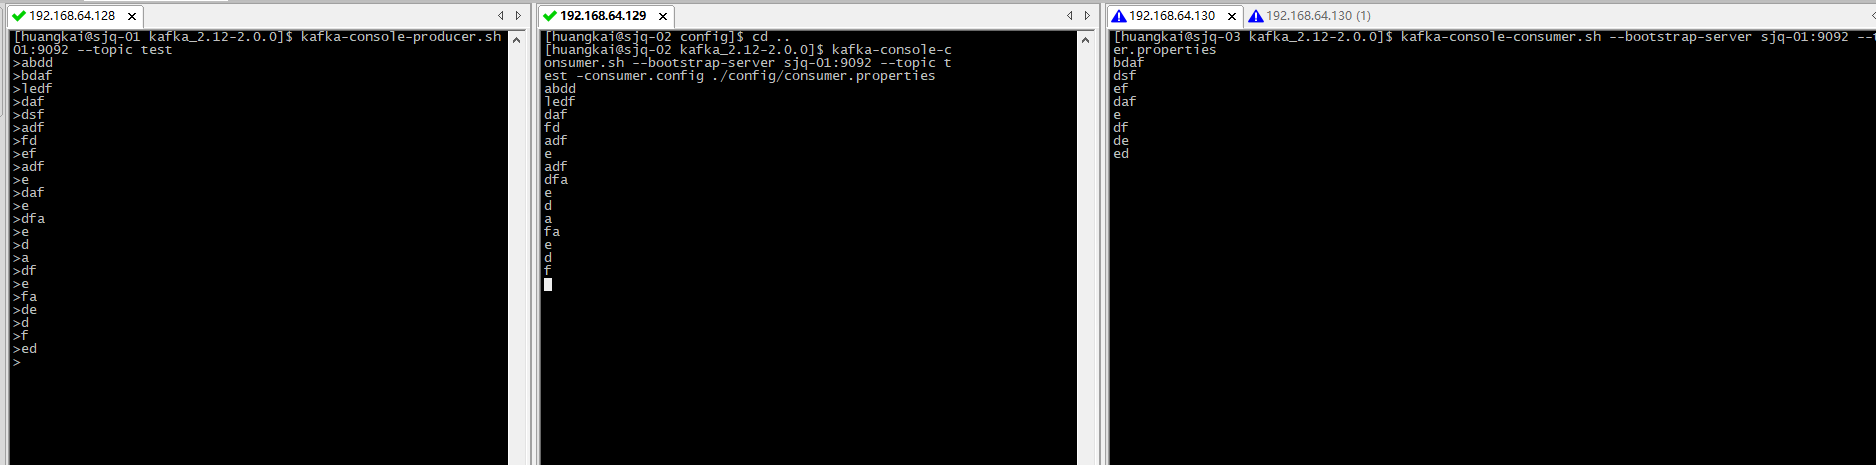 192.168.64.128
[huangkai@sjq-01 kafka_2.12-2.0.0]$ kafka-console-producer.sh
01:9092 --topic test
>abdd
>bdaf
>ledf
>daf
>dsf
>adf
>fd
>ef
>adf
>e
>daf
>e
>dfa
>e
>d
>a
>df
>e
>fa
>de
>d
>f
>ed
>
192.168.64.129
[huangkai@sjq-02 config]$ cd ..
[huangkai@sjq-02 kafka_2.12-2.0.0]$ kafka-console-c
onsumer.sh --bootstrap-server sjq-01:9092 --topic t
est -consumer.config ./config/consumer.properties
abdd
ledf
daf
fd
adf
e
adf
dfa
e
d
a
fa
e
d
f
192.168.64.130
192.168.64.130 (1)
[huangkai@sjq-03 kafka_2.12-2.0.0]$ kafka-console-consumer.sh --bootstrap-server sjq-01:9092 --
er.properties
bdaf
dsf
ef
daf
e
df
de
ed